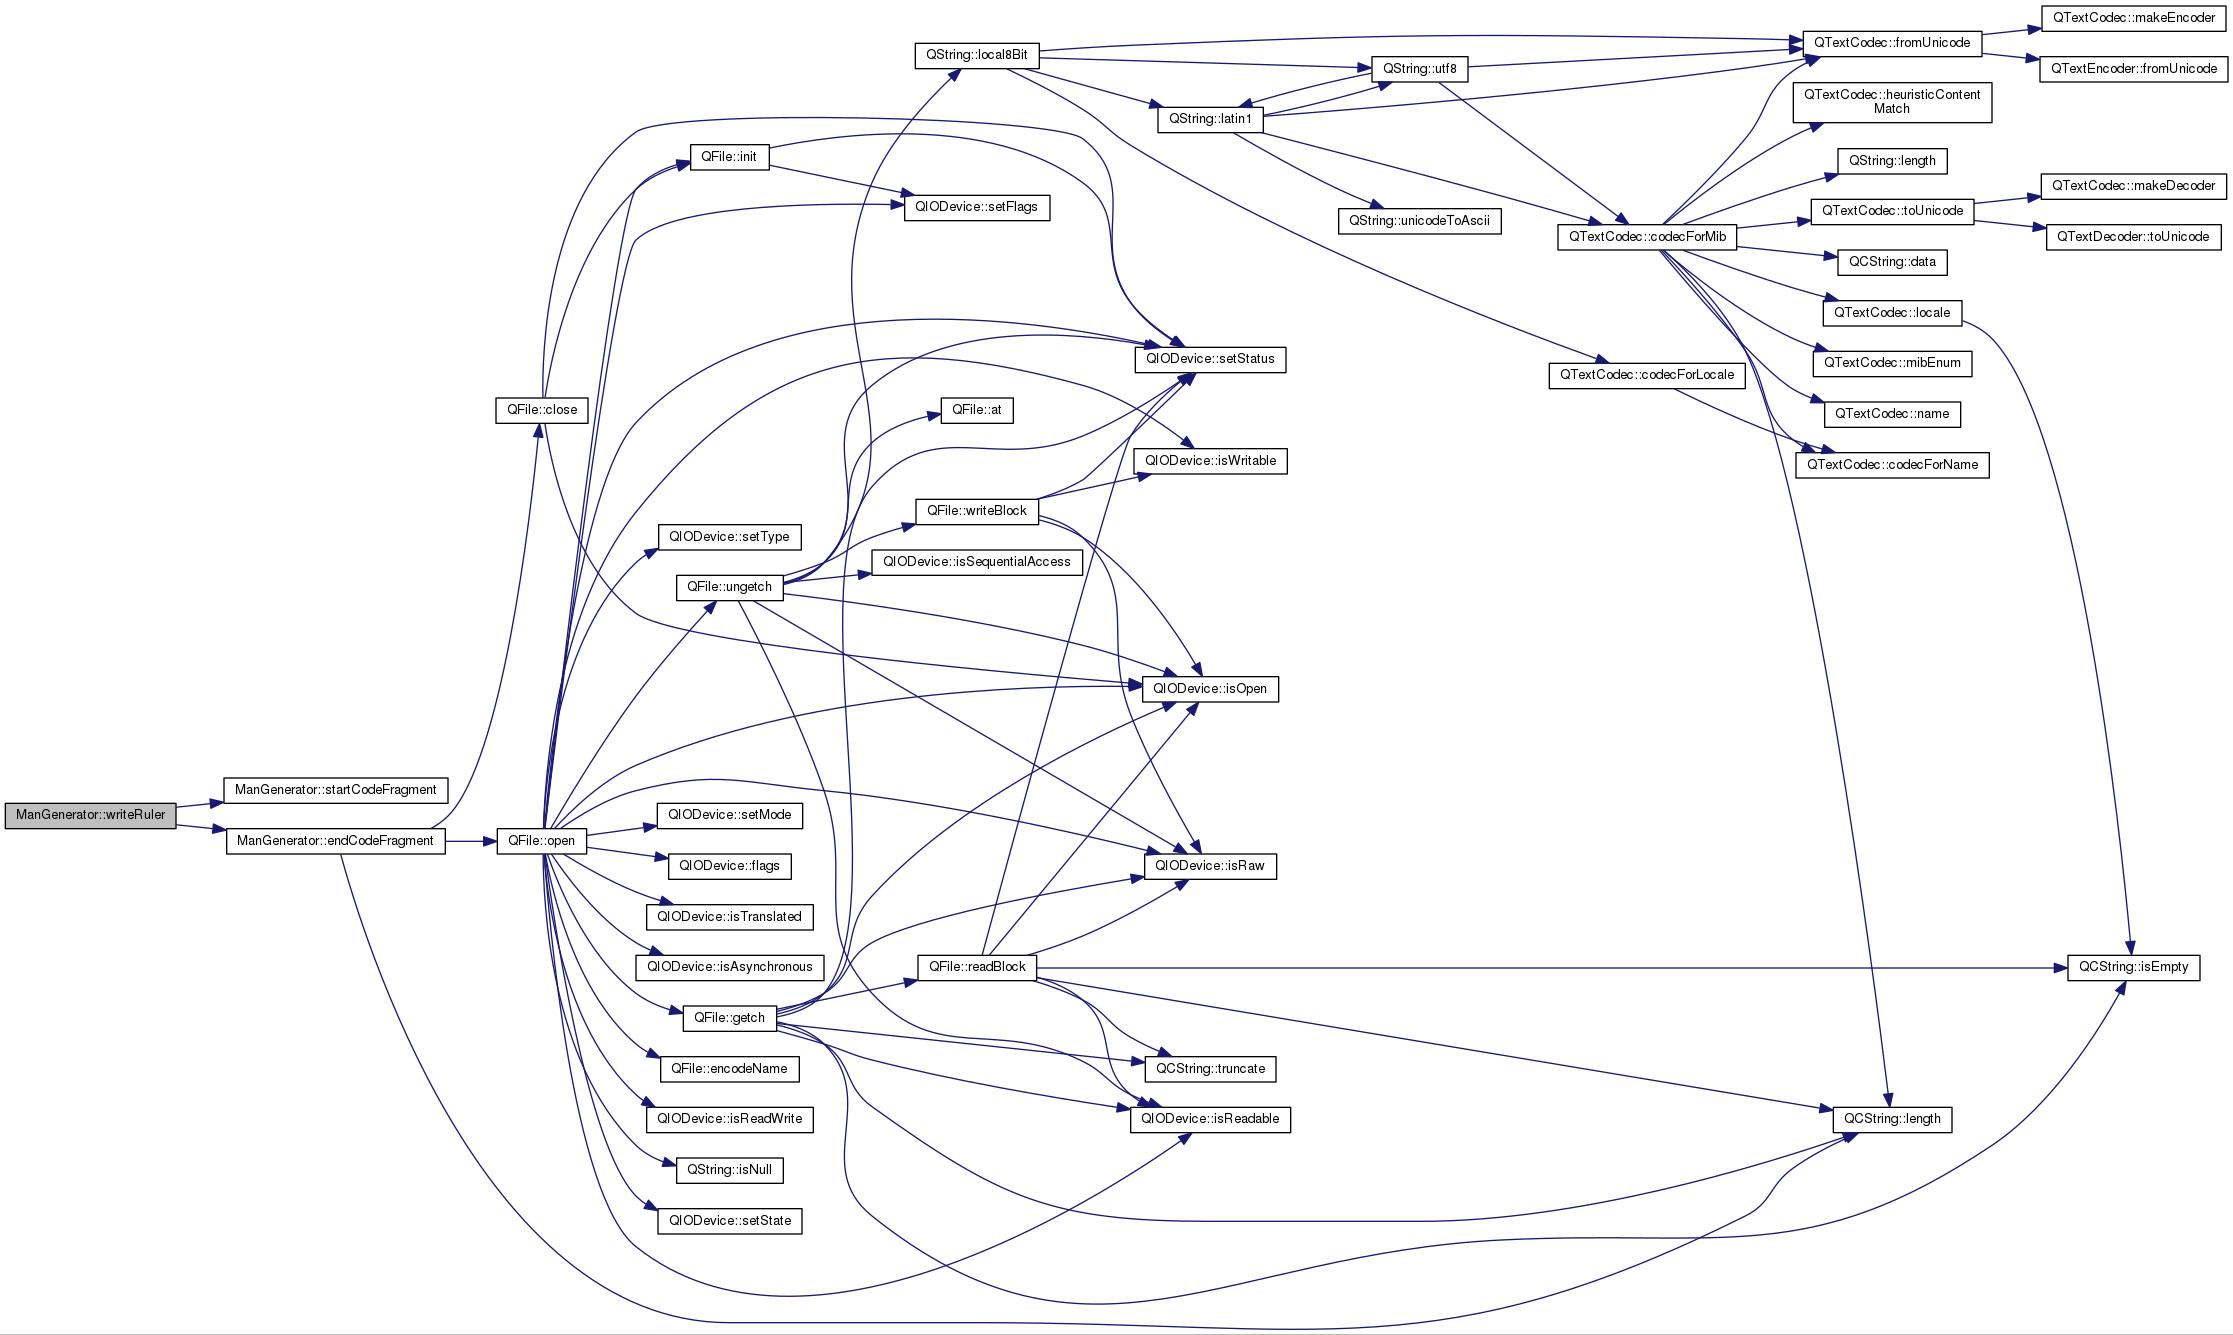 ManGenerator::writeRuler
ManGenerator::startCodeFragment
ManGenerator::endCodeFragment
QFile::close
QFile::open
QFile::init
QIODevice::setType
QFile::ungetch
QIODevice::setMode
QIODevice::flags
QIODevice::isTranslated
QIODevice::isAsynchronous
QFile::getch
QFile::encodeName
QIODevice::isReadWrite
QString::isNull
QIODevice::setState
QString::local8Bit
QIODevice::setFlags
QFile::at
QFile::writeBlock
QIODevice::isSequentialAccess
QFile::readBlock
QString::latin1
QIODevice::setStatus
QIODevice::isWritable
QIODevice::isOpen
QIODevice::isRaw
QCString::truncate
QIODevice::isReadable
QString::utf8
QString::unicodeToAscii
QTextCodec::codecForMib
QTextCodec::codecForLocale
QTextCodec::fromUnicode
QTextCodec::heuristicContent
Match
QString::length
QTextCodec::toUnicode
QCString::data
QTextCodec::locale
QTextCodec::mibEnum
QTextCodec::name
QTextCodec::codecForName
QCString::length
QTextCodec::makeEncoder
QTextEncoder::fromUnicode
QTextCodec::makeDecoder
QTextDecoder::toUnicode
QCString::isEmpty